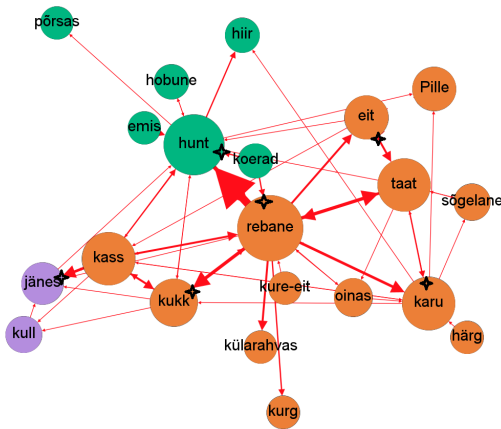 põrsas
hiir
hobune
Pille
eit
emis
hunt
koerad
taat
sõgelane
rebane
kass
jänes
kukk
kure-eit
oinas
karu
kull
külarahvas
härg
kurg